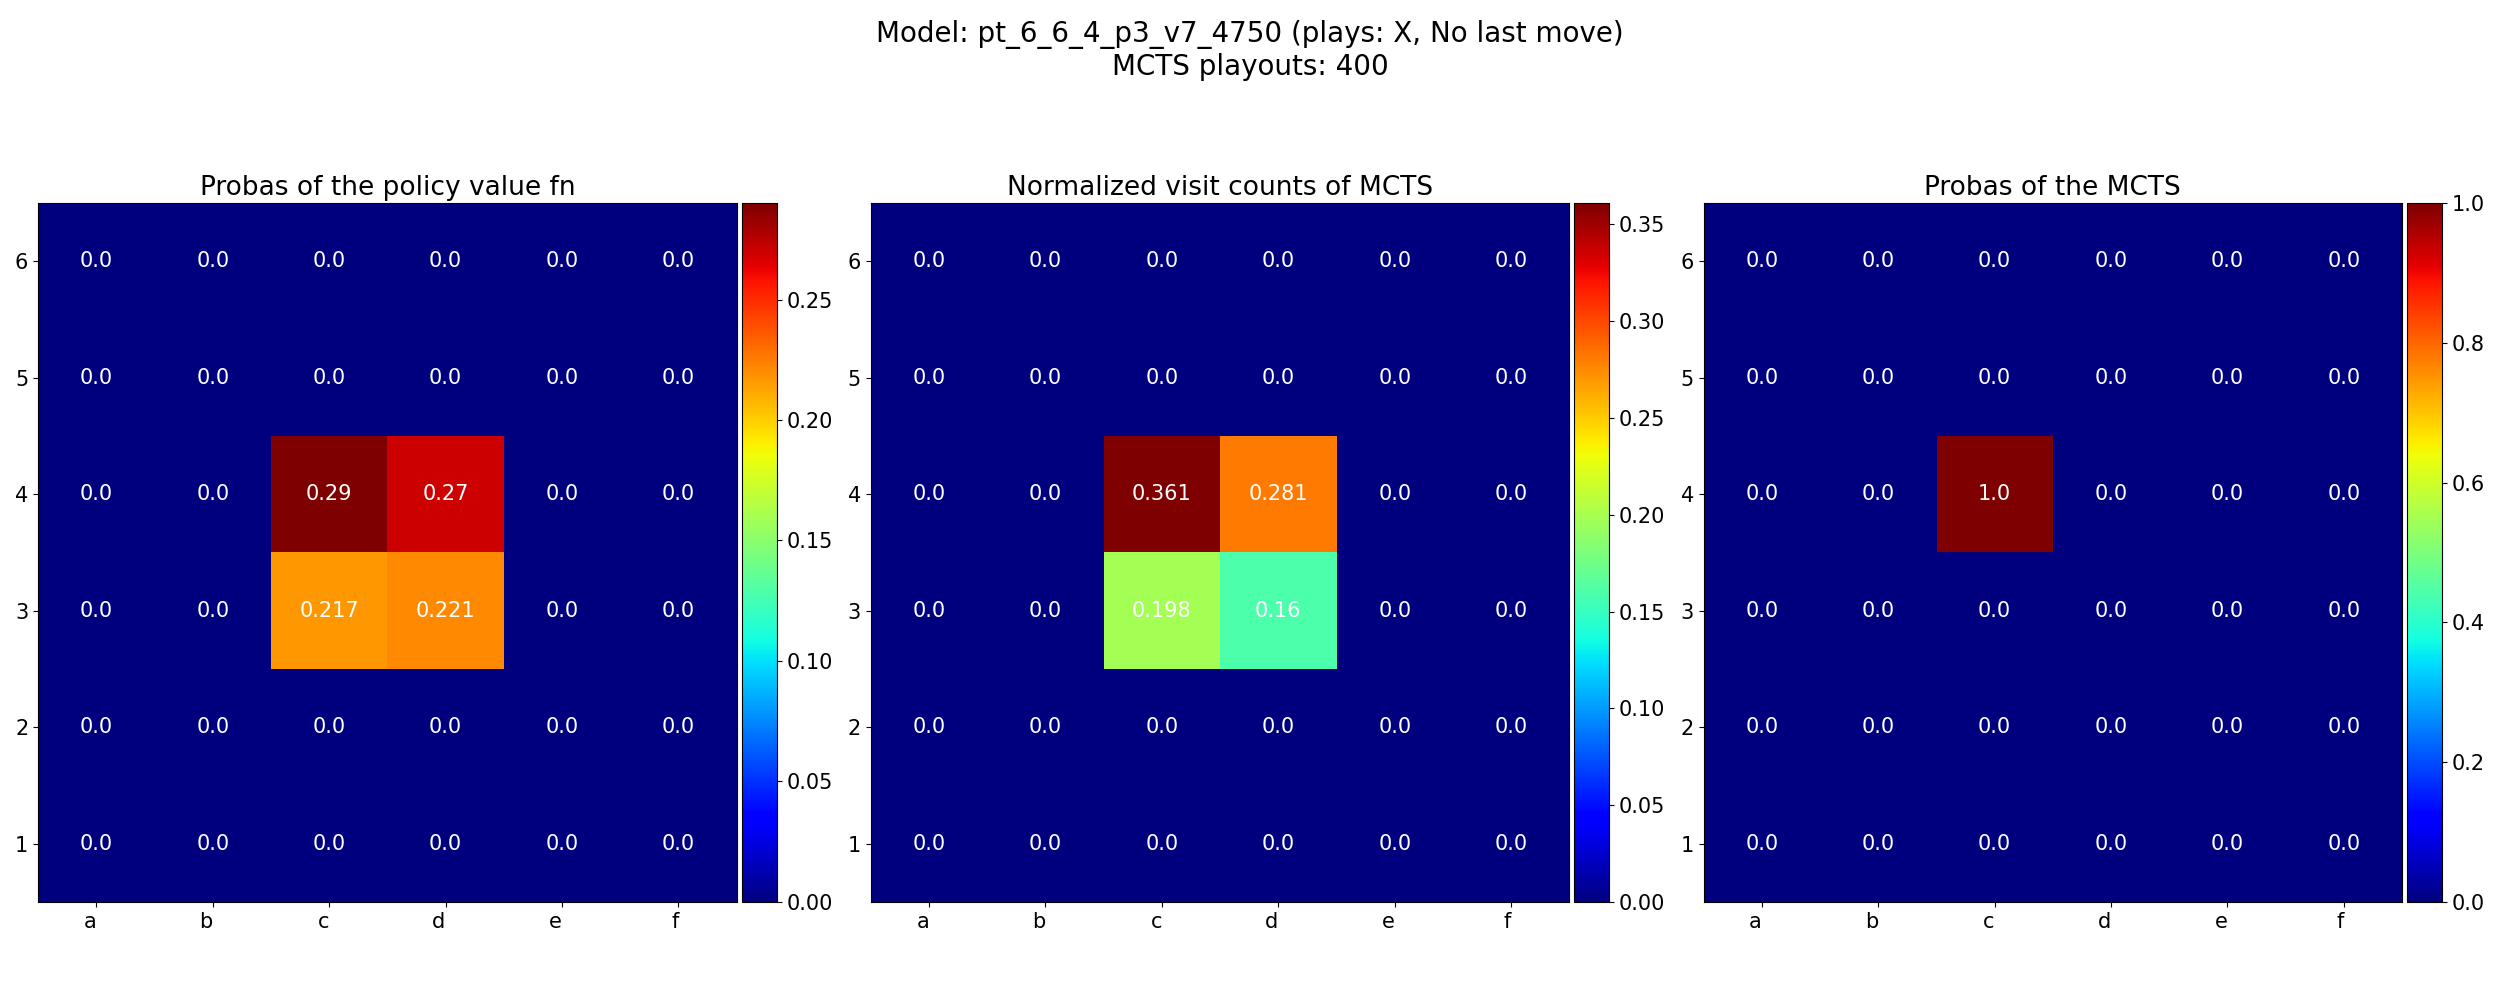 Model: pt_6_6_4_p3_v7_4750 (plays: X, No last move)
MCTS playouts: 400
Probas of the policy value fn
6 0.0 0.0 0.0 0.0 0.0 0.0
5 0.0 0.0 0.0 0.0 0.0 0.0
4 0.0 0.0 0.29 0.27 0.0 0.0
3 0.0 0.0 0.217 0.221 0.0 0.0
2 0.0 0.0 0.0 0.0 0.0 0.0
1 0.0 0.0 0.0 0.0 0.0 0.0
a b c d e f
0.25
0.20
0.15
0.10
0.05
0.00
Normalized visit counts of MCTS
6 0.0 0.0 0.0 0.0 0.0 0.0
5 0.0 0.0 0.0 0.0 0.0 0.0
4 0.0 0.0 0.361 0.281 0.0 0.0
3 0.0 0.0 0.198 0.16 0.0 0.0
2 0.0 0.0 0.0 0.0 0.0 0.0
1 0.0 0.0 0.0 0.0 0.0 0.0
a b c d e f
0.35
0.30
0.25
0.20
0.15
0.10
0.05
0.00
Probas of the MCTS
6 0.0 0.0 0.0 0.0 0.0 0.0
5 0.0 0.0 0.0 0.0 0.0 0.0
4 0.0 0.0 1.0 0.0 0.0 0.0
3 0.0 0.0 0.0 0.0 0.0 0.0
2 0.0 0.0 0.0 0.0 0.0 0.0
1 0.0 0.0 0.0 0.0 0.0 0.0
a b c d e f
1.0
0.8
0.6
0.4
0.2
0.0